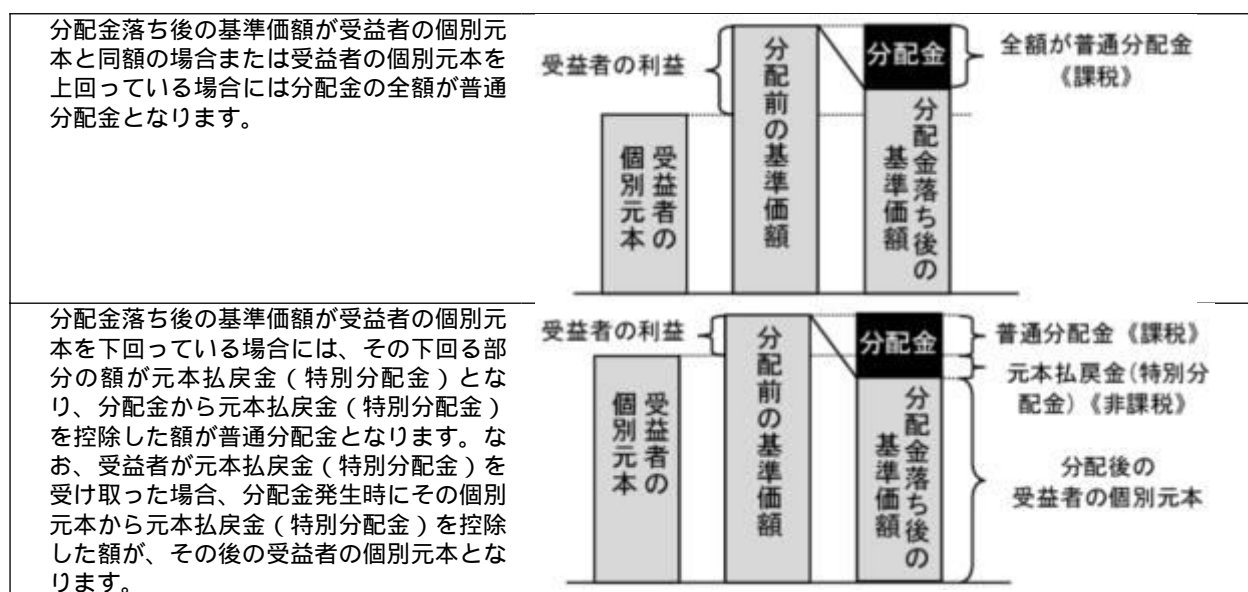 分配金落ち後の基準価額が受益者の個別元
本と同額の場合または受益者の個別元本を
上回っている場合には分配金の全額が普通
分配金となります。
受益者の利益
受益者の
個別元本
分配前の基準価額
分配金
分配金落ち後の
基準価額
全額が普通分配金
《課税》
分配金落ち後の基準価額が受益者の個別元
本を下回っている場合には、その下回る部
分の額が元本払戻金（特別分配金）とな
り、分配金から元本払戻金（特別分配金）
を控除した額が普通分配金となります。な
お、受益者が元本払戻金（特別分配金）を
受け取った場合、分配金発生時にその個別
元本から元本払戻金（特別分配金）を控除
した額が、その後の受益者の個別元本とな
ります。
受益者の利益
受益者の
個別元本
分配前の基準価額
分配金
分配金落ち後の
基準価額
普通分配金《課税》
元本払戻金(特別分
配金)《非課税》
分配後の
受益者の個別元本